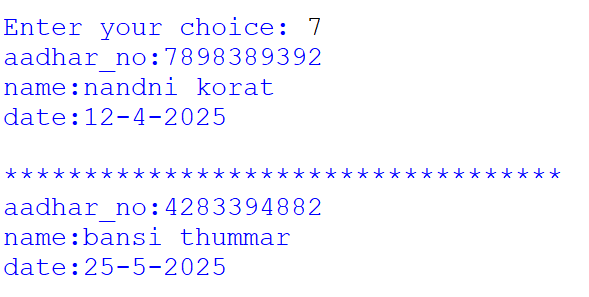 Enter your choice: 7
aadhar_no:7898389392
name:nandni korat
date:12-4-2025
***********************************
aadhar_no:4283394882
name:bansi thummar
date:25-5-2025